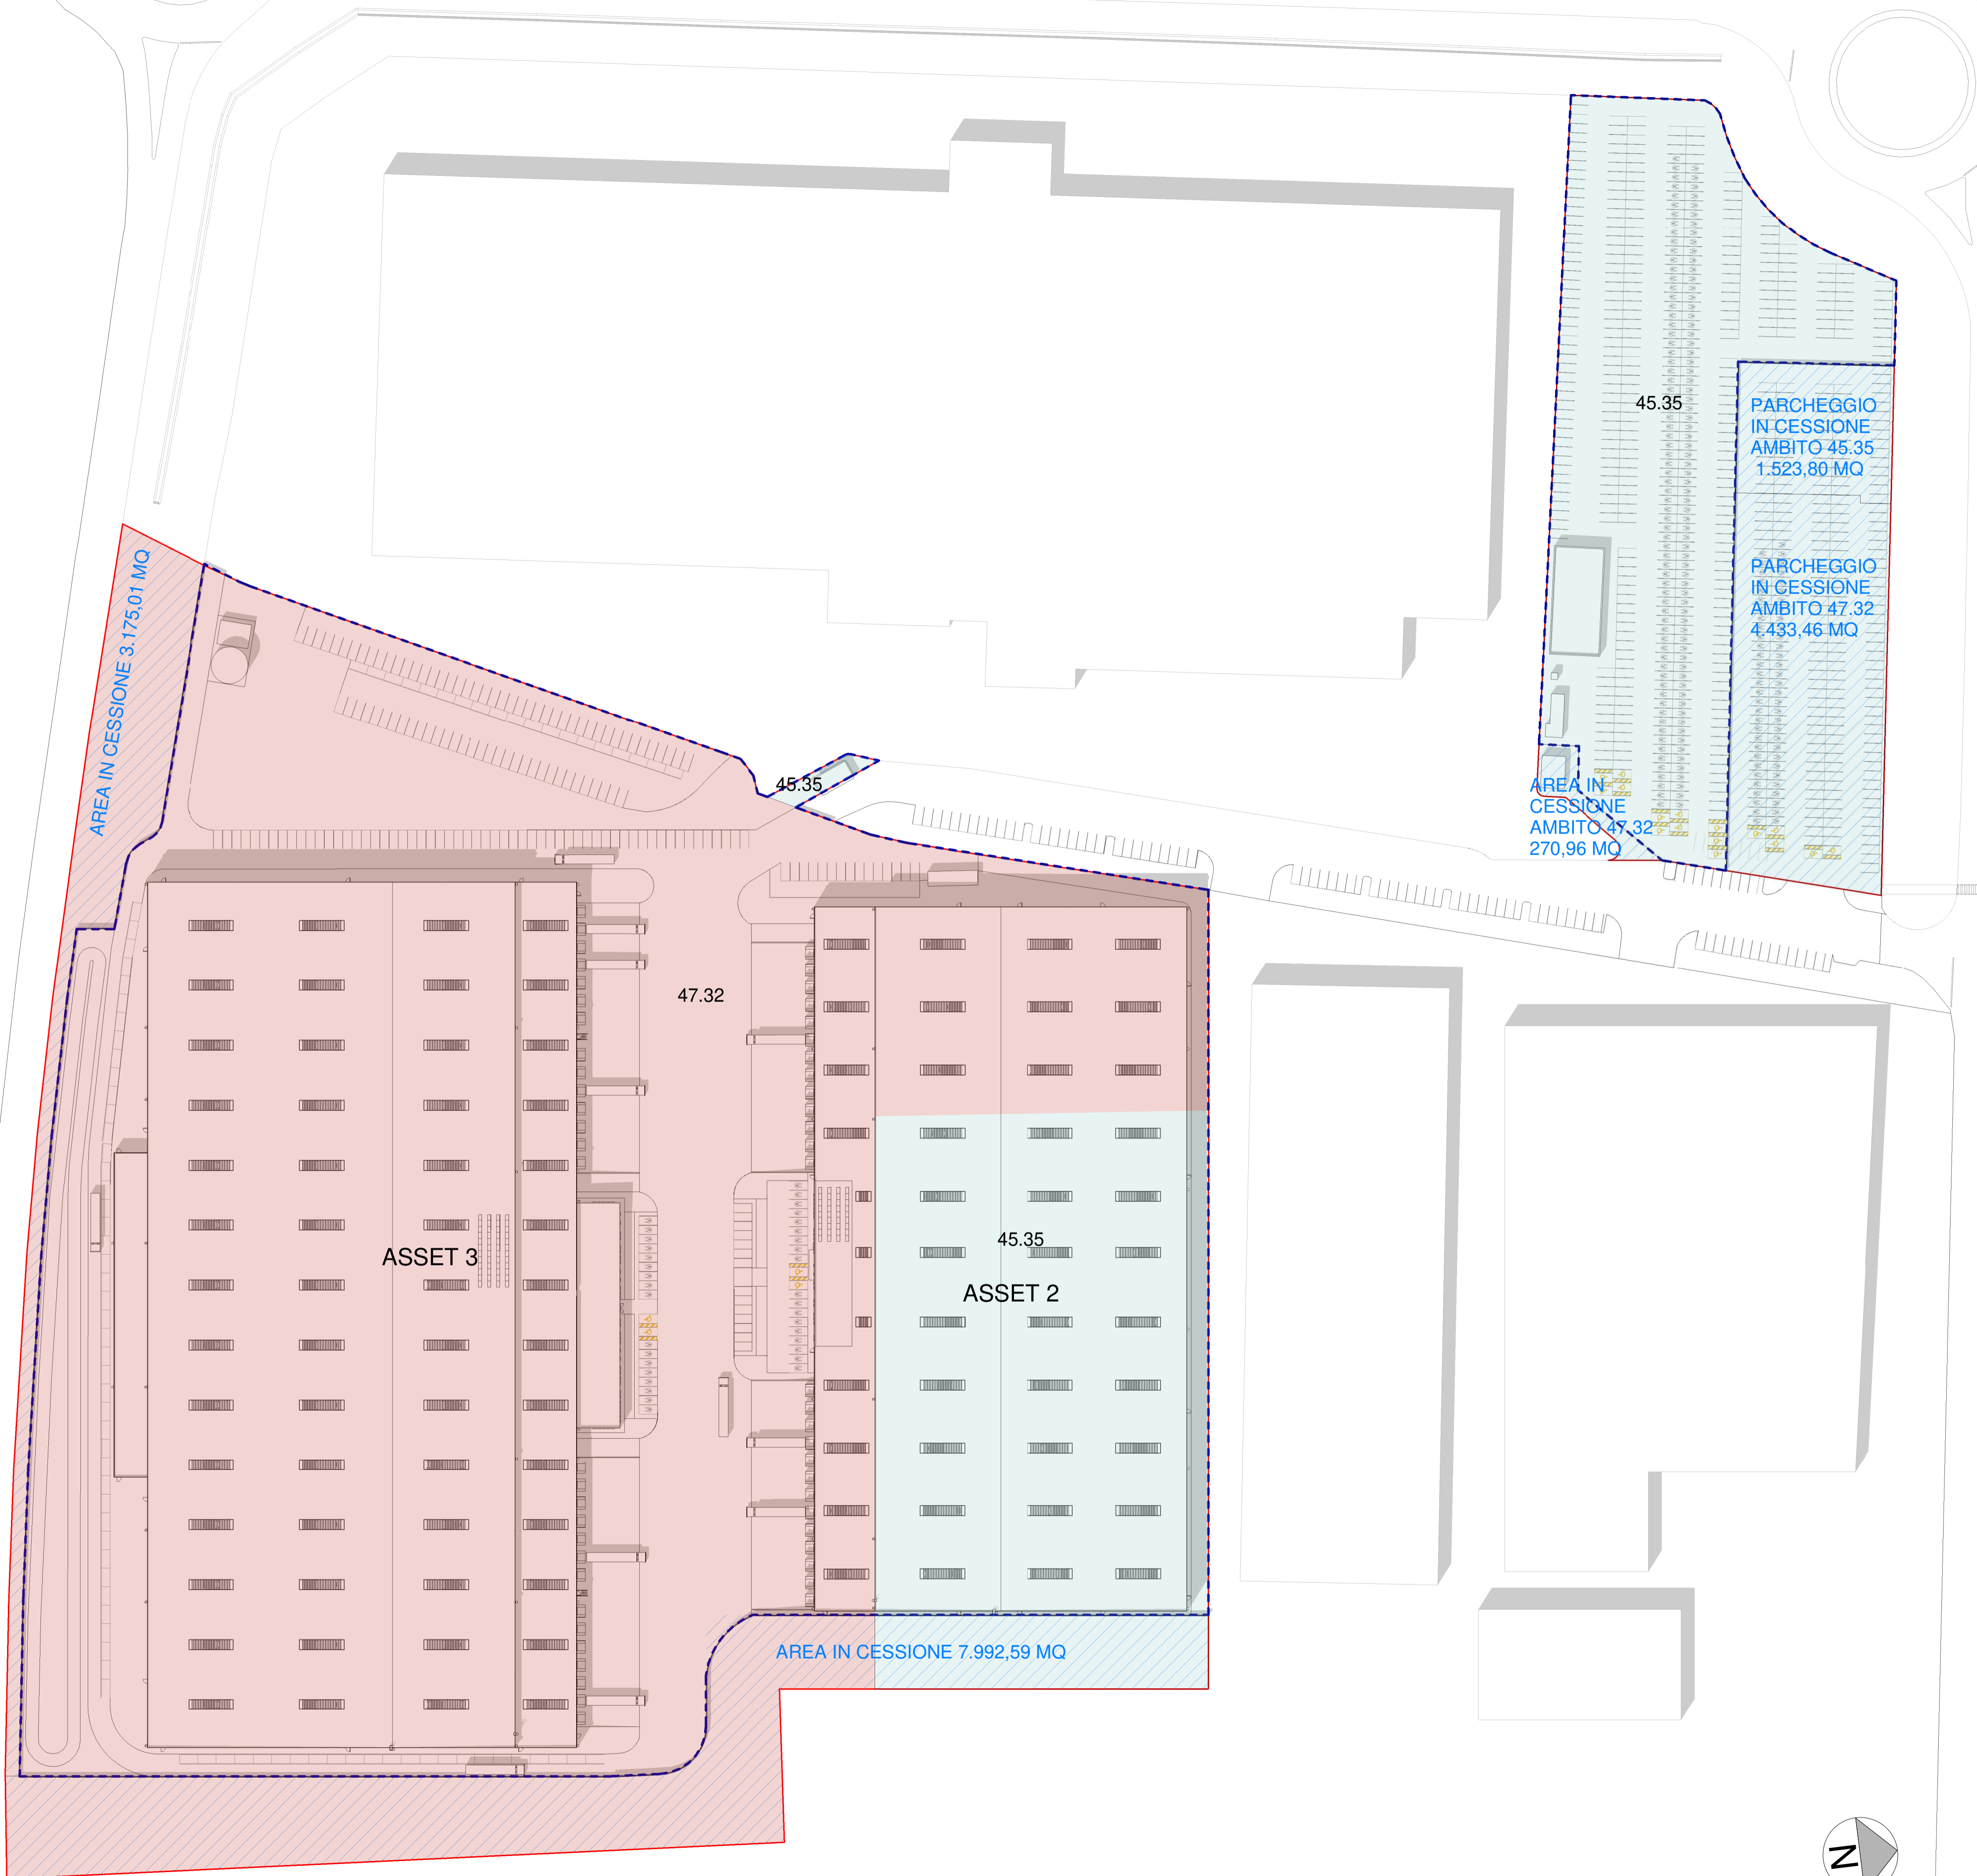 45.35
PARCHEGGIO
IN CESSIONE
AMBITO 45.35
1.523,80 MQ
PARCHEGGIO
IN CESSIONE
AMBITO 47.32
4.433,46 MQ
AREA IN CESSIONE 3.175,01 MQ
45.35
AREA IN
CESSIONE
AMBITO 47.32
270,96 MQ
47.32
45.35
ASSET 3
ASSET 2
AREA IN CESSIONE 7.992,59 MQ
N